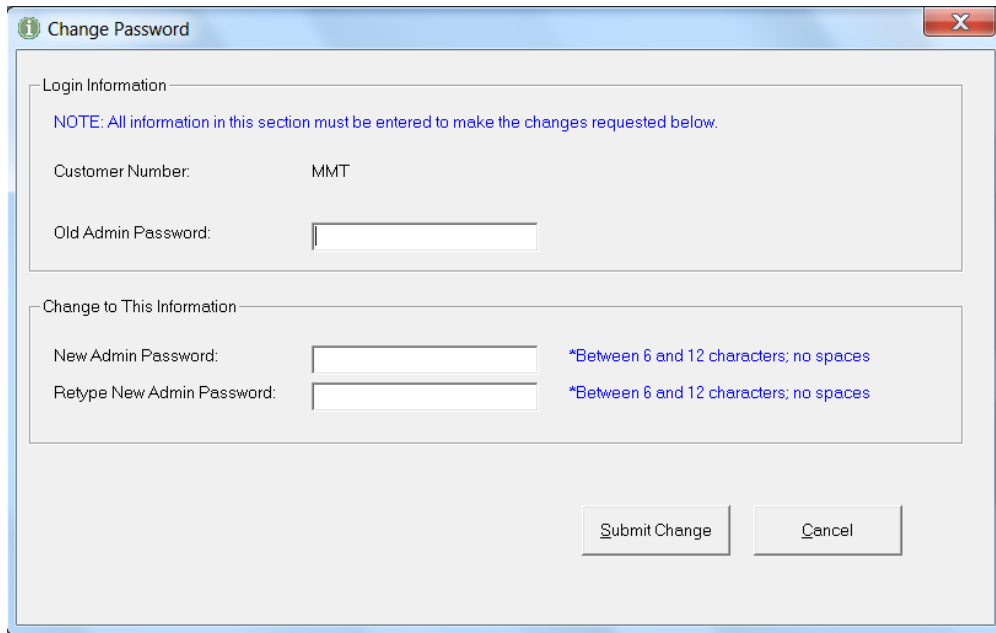 Change Password
X
Login Information
NOTE: All information in this section must be entered to make the changes requested below.
Customer Number: MMT
Old Admin Password:
Change to This Information
New Admin Password: *Between 6 and 12 characters; no spaces
Retype New Admin Password: *Between 6 and 12 characters; no spaces
Submit Change Cancel